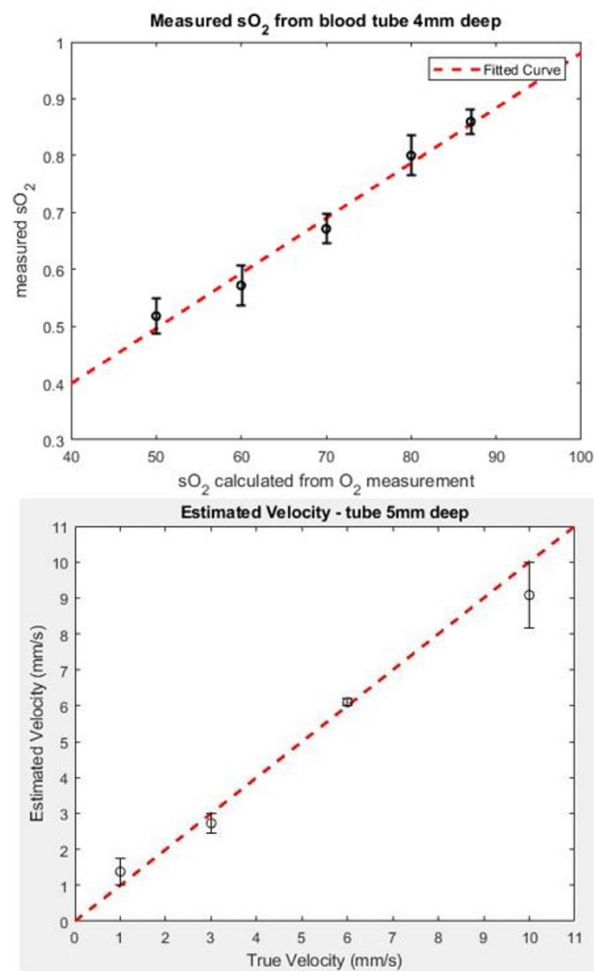 Measured sO2 from blood tube 4mm deep
1
Fitted Curve
0.9
0.8
0.7
0.6
0.5
0.4
0.3
measured sO2
40 50 60 70 80 90 100
sO2 calculated from O2 measurement
Estimated Velocity - tube 5mm deep
11
10
9
8
7
6
5
4
3
2
1
0
Estimated Velocity (mm/s)
0 1 2 3 4 5 6 7 8 9 10 11
True Velocity (mm/s)